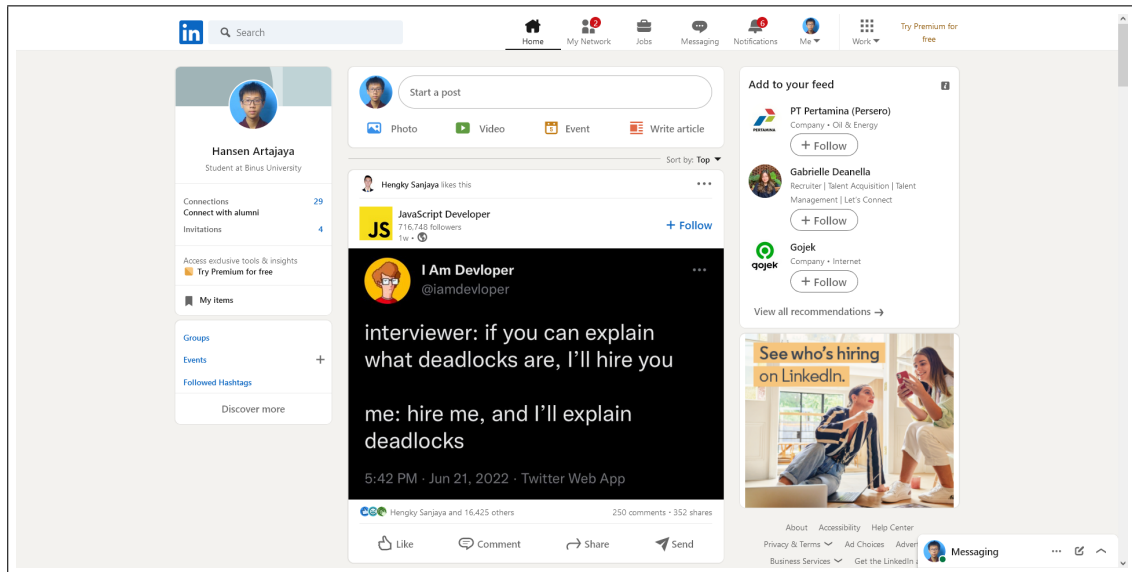 in
Search
Home
2
My Network
Jobs
Messaging
6
Notifications
Me
Work
Try Premium for
free
Hansen Artajaya
Student at Binus University
Connections 29
Connect with alumni
Invitations 4
Access exclusive tools & insights
Try Premium for free
My items
Groups
Events +
Followed Hashtags
Discover more
Start a post
Photo
Video
Event
Write article
Sort by: Top
Hengky Sanjaya likes this
JS
JavaScript Developer
716,748 followers
1w •
+ Follow
I Am Devloper
@iamdevloper
interviewer: if you can explain
what deadlocks are, I'll hire you
me: hire me, and I'll explain
deadlocks
5:42 PM · Jun 21, 2022 · Twitter Web App
Hengky Sanjaya and 16,425 others
250 comments • 352 shares
Like
Comment
Share
Send
Add to your feed
PERTAMINA
PT Pertamina (Persero)
Company • Oil & Energy
+ Follow
Gabrielle Deanella
Recruiter | Talent Acquisition | Talent
Management | Let's Connect
+ Follow
gojek
Gojek
Company • Internet
+ Follow
View all recommendations →
See who's hiring
on LinkedIn.
About Accessibility Help Center
Privacy & Terms Ad Choices Adver
Business Services Get the LinkedIn
Messaging